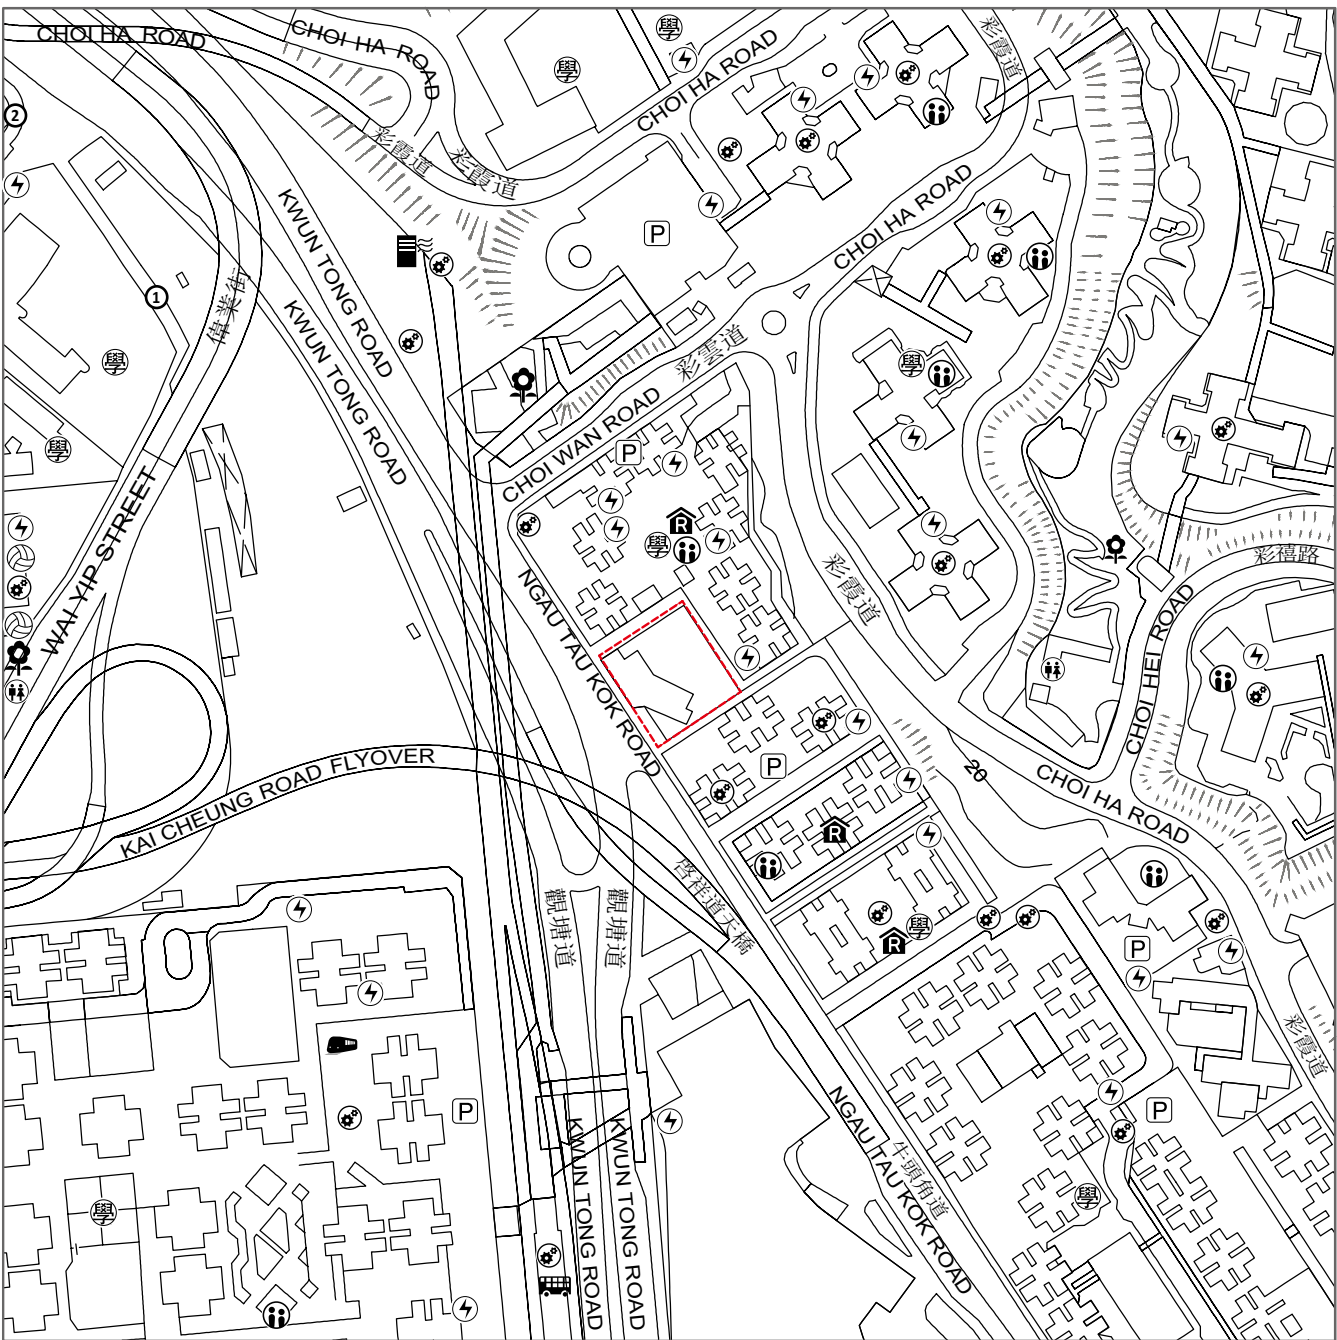 CHOI HA ROAD
CHOI HA ROAD
學
學
CHOI HA ROAD
彩霞道
2
彩霞道
彩霞道
KWUN TONG ROAD
P
CHOI HA ROAD
1
偉業街
KWUN TONG ROAD
彩雲道
學
學
學
CHOI WAN ROAD
P
WAI YIP STREET
R
學
彩霞道
彩禧路
NGAU TAU KOK ROAD
CHOI HEI ROAD
KAI CHEUNG ROAD FLYOVER
P
20
CHOI HA ROAD
R
啓祥道天橋
觀塘道
觀塘道
學
R
P
彩霞道
P
P
KWUN TONG ROAD
KWUN TONG ROAD
NGAU TAU KOK ROAD
牛頭角道
學
學